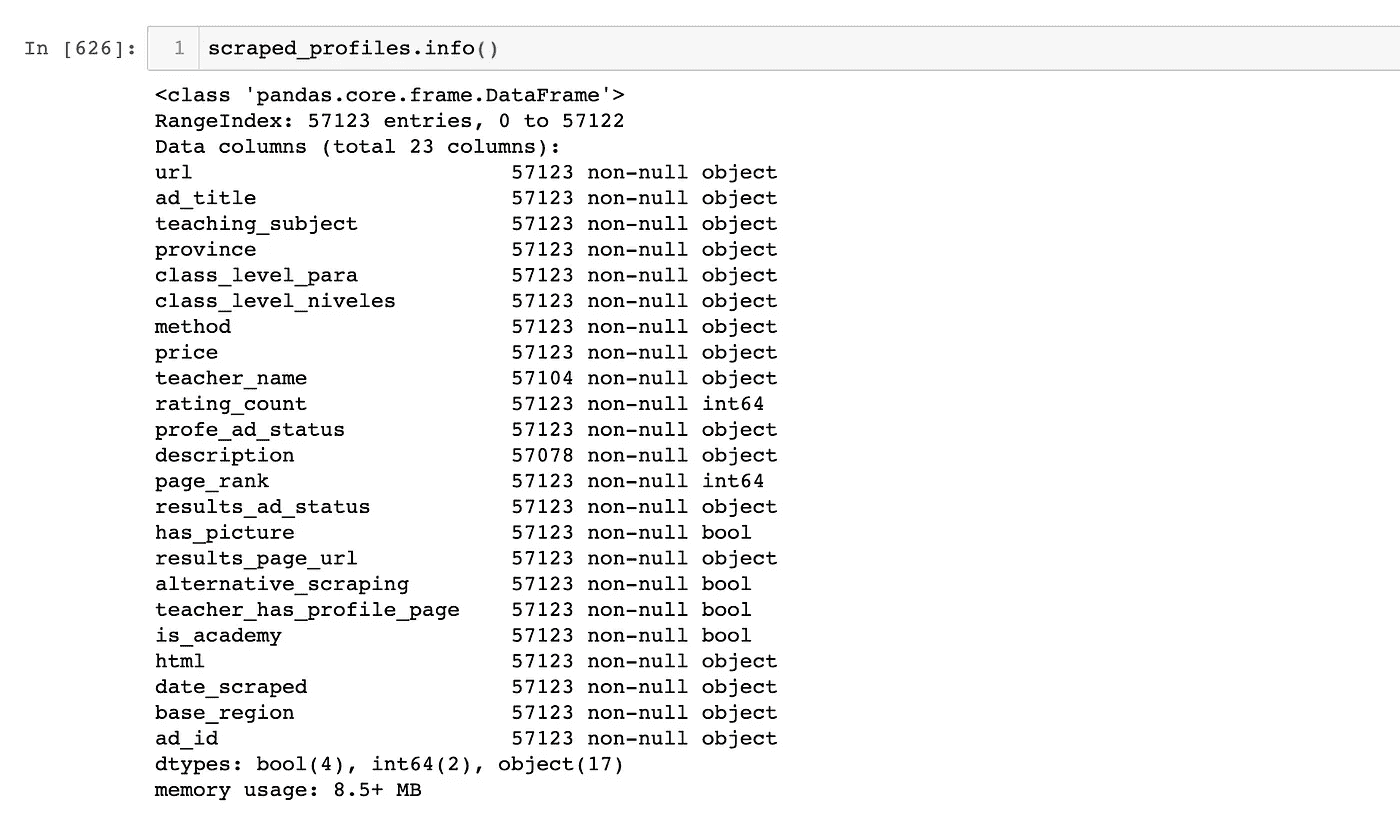 In [626]: 1 scraped_profiles.info()
<class 'pandas.core.frame.DataFrame'>
RangeIndex: 57123 entries, 0 to 57122
Data columns (total 23 columns):
url                         57123 non-null object
ad_title                    57123 non-null object
teaching_subject            57123 non-null object
province                    57123 non-null object
class_level_para            57123 non-null object
class_level_niveles         57123 non-null object
method                      57123 non-null object
price                       57123 non-null object
teacher_name                57104 non-null object
rating_count                57123 non-null int64
profe_ad_status             57123 non-null object
description                 57078 non-null object
page_rank                   57123 non-null int64
results_ad_status           57123 non-null object
has_picture                 57123 non-null bool
results_page_url            57123 non-null object
alternative_scraping        57123 non-null bool
teacher_has_profile_page    57123 non-null bool
is_academy                  57123 non-null bool
html                        57123 non-null object
date_scraped                57123 non-null object
base_region                 57123 non-null object
ad_id                       57123 non-null object
dtypes: bool(4), int64(2), object(17)
memory usage: 8.5+ MB